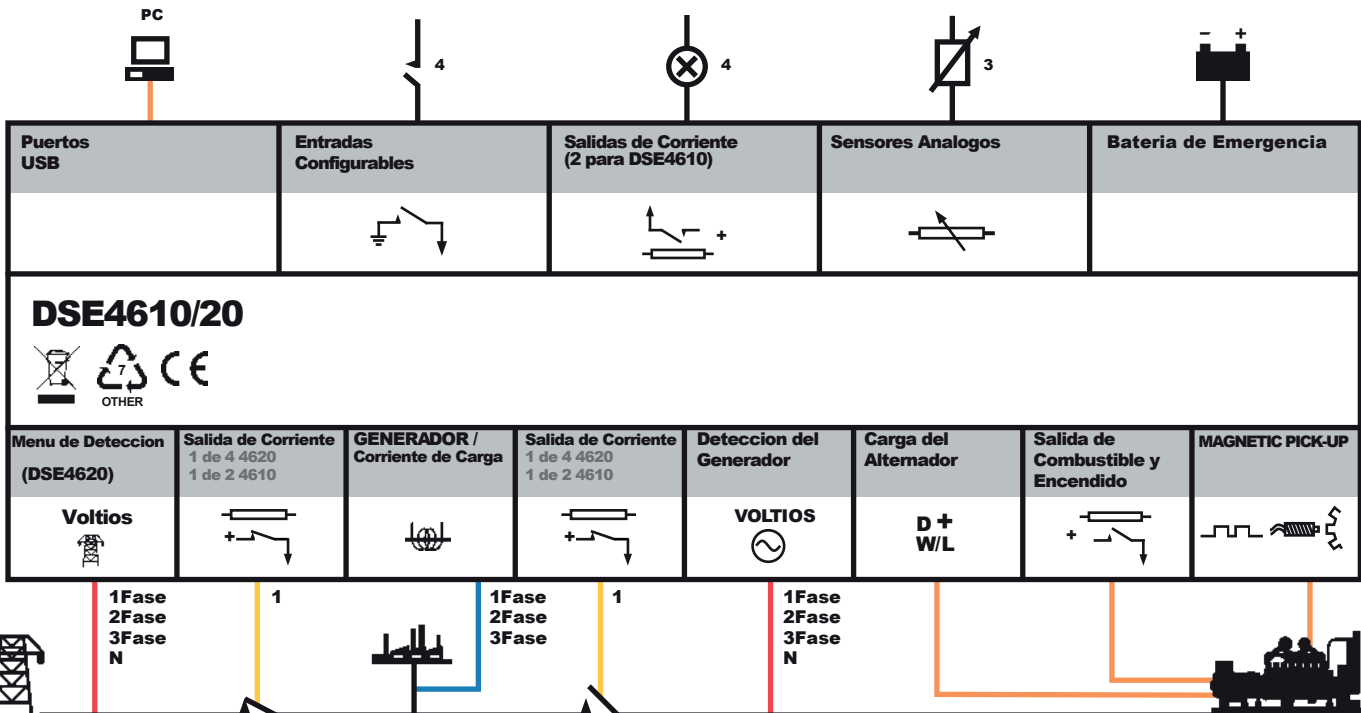 PC
4
4
3
- +
Puertos
USB
Entradas
Configurables
Salidas de Corriente
(2 para DSE4610)
Sensores Analogos
Bateria de Emergencia
+
DSE4610/20
7
OTHER
CE
Menu de Deteccion
(DSE4620)
Salida de Corriente
1 de 4 4620
1 de 2 4610
GENERADOR /
Corriente de Carga
Salida de Corriente
1 de 4 4620
1 de 2 4610
Deteccion del
Generador
Carga del
Alternador
Salida de
Combustible y
Encendido
MAGNETIC PICK-UP
Voltios
+
+
VOLTIOS
D +
W/L
+
1Fase
2Fase
3Fase
N
1
1Fase
2Fase
3Fase
1
1Fase
2Fase
3Fase
N